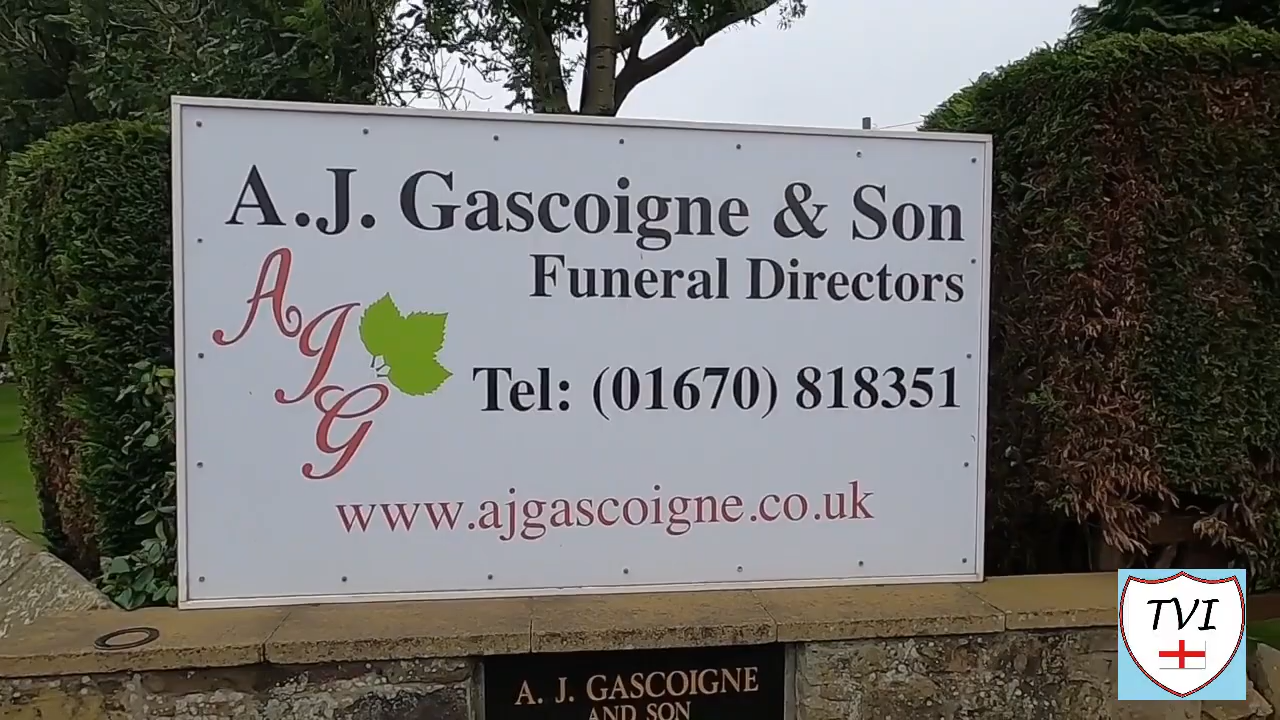 A.J. Gascoigne & Son
Funeral Directors
AJG
Tel: (01670) 818351
www.ajgascoigne.co.uk
A. J. GASCOIGNE
AND SON
TVI